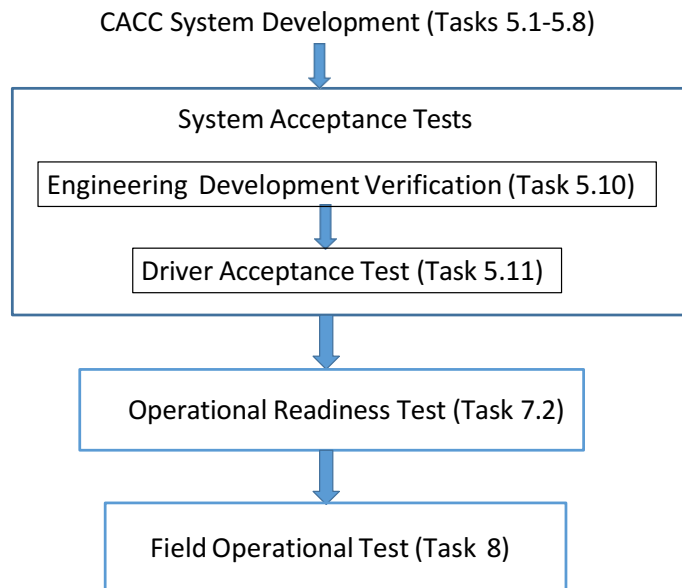 CACC System Development (Tasks 5.1-5.8)
System Acceptance Tests
Engineering Development Verification (Task 5.10)
Driver Acceptance Test (Task 5.11)
Operational Readiness Test (Task 7.2)
Field Operational Test (Task 8)